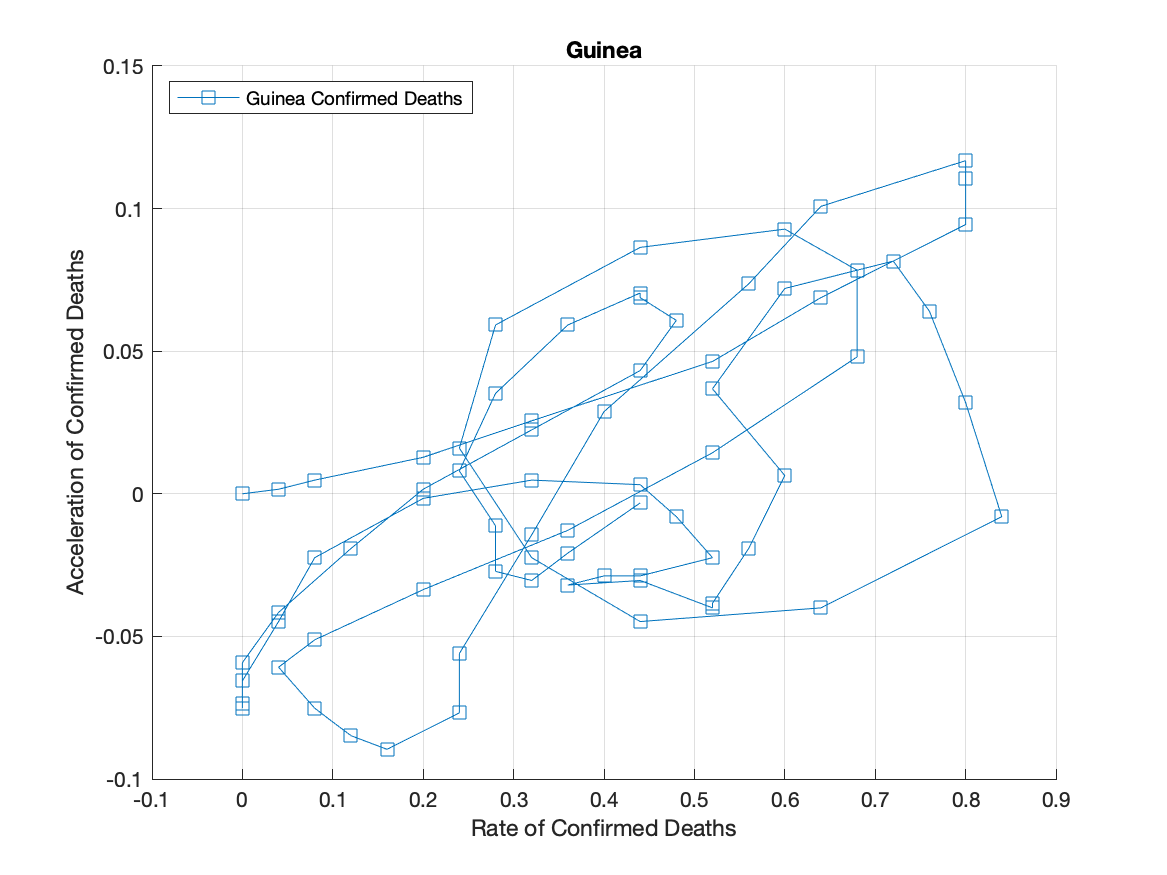 Guinea
0.15
Guinea Confirmed Deaths
0.1
0.05
0
-0.05
-0.1
Acceleration of Confirmed Deaths
-0.1 0 0.1 0.2 0.3 0.4 0.5 0.6 0.7 0.8 0.9
Rate of Confirmed Deaths